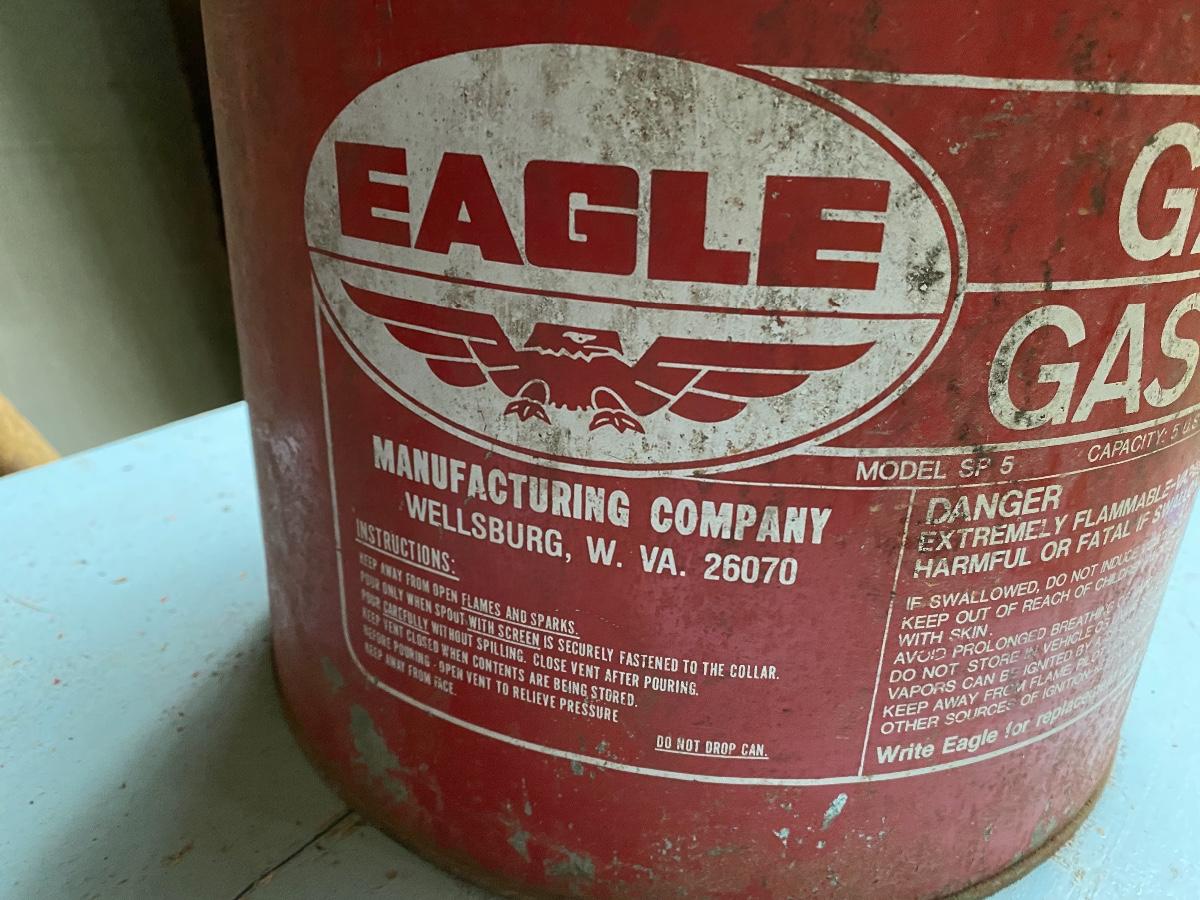 EAGLE
MANUFACTURING COMPANY
WELLSBURG, W. VA. 26070
INSTRUCTIONS:
KEEP AWAY FROM OPEN FLAMES AND SPARKS.
POUR ONLY WHEN SPOUT WITH SCREEN IS SECURELY FASTENED TO THE COLLAR.
POUR CAREFULLY WITHOUT SPILLING. CLOSE VENT AFTER POURING.
KEEP VENT CLOSED WHEN CONTENTS ARE BEING STORED.
BEFORE POURING - OPEN VENT TO RELIEVE PRESSURE
KEEP AWAY FROM FACE.
DO NOT DROP CAN.
GAS
MODEL SP 5
CAPACITY: 5 US
DANGER
EXTREMELY FLAMMABLE
HARMFUL OR FATAL IF
IF SWALLOWED, DO NOT INDUCE
KEEP OUT OF REACH OF
WITH SKIN.
AVOID PROLONGED BREATHING
DO NOT STORE IN VEHICLE OR
VAPORS CAN BE IGNITED BY
KEEP AWAY FROM FLAME,
OTHER SOURCES OF IGNITION
Write Eagle for